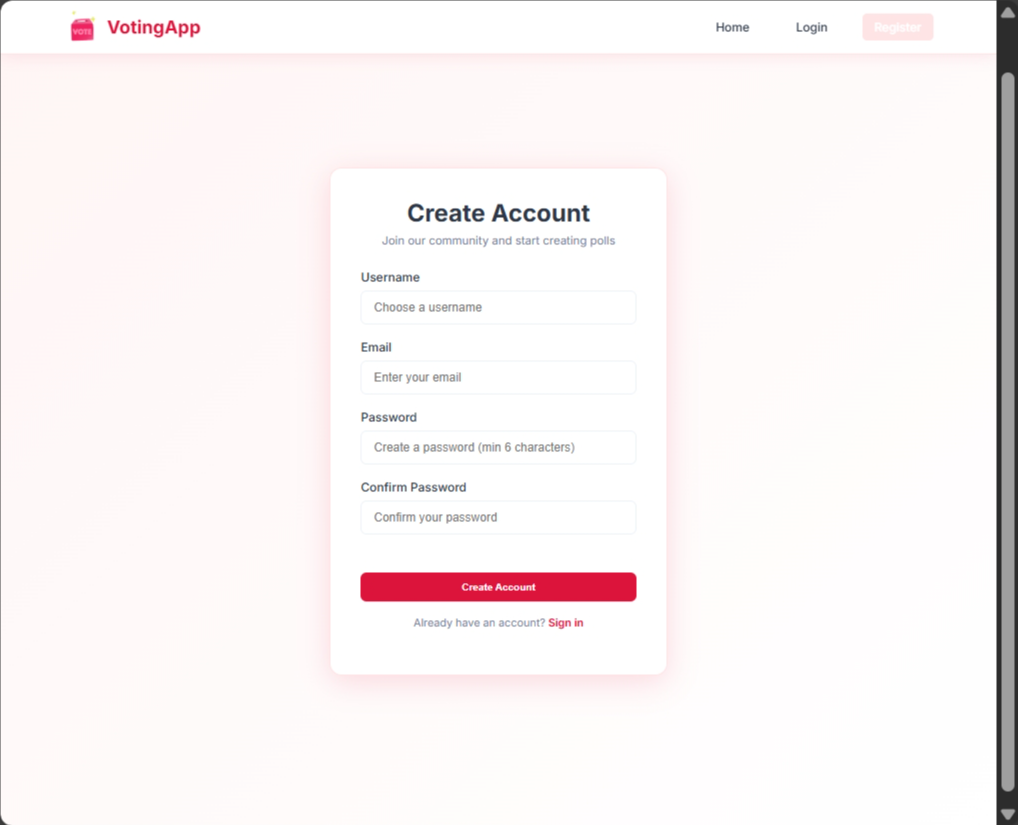 VOTE
VotingApp
Home
Login
Register
Create Account
Join our community and start creating polls
Username
Choose a username
Email
Enter your email
Password
Create a password (min 6 characters)
Confirm Password
Confirm your password
Create Account
Already have an account? Sign in